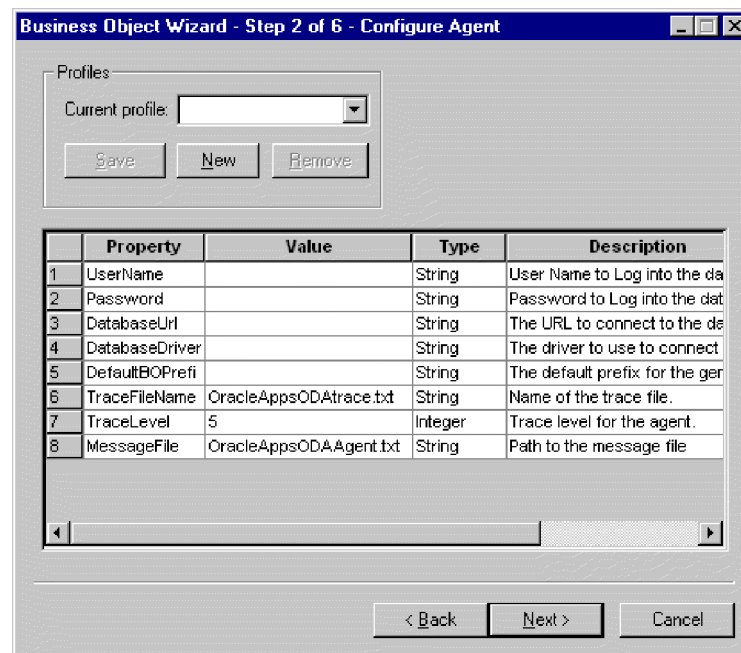 Business Object Wizard - Step 2 of 6 - Configure Agent
Profiles
Current profile:
Save New Remove
Property Value Type Description
1 UserName String User Name to Log into the da
2 Password String Password to Log into the dat
3 DatabaseUrl String The URL to connect to the da
4 DatabaseDriver String The driver to use to connect
5 DefaultBOPrefi String The default prefix for the ger
6 TraceFileName OracleAppsODAtrace.txt String Name of the trace file.
7 TraceLevel 5 Integer Trace level for the agent.
8 MessageFile OracleAppsODAAgent.txt String Path to the message file
< Back Next > Cancel